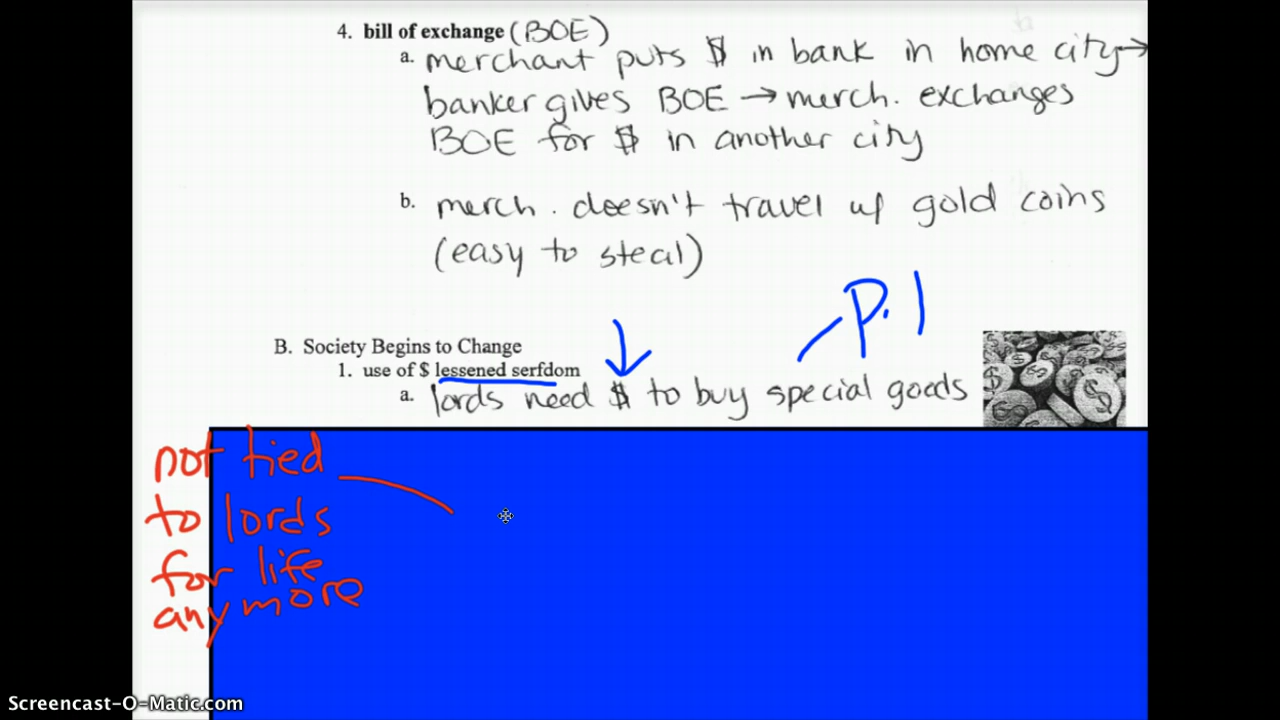 4. bill of exchange (BOE)
a. merchant puts $ in bank in home city→
banker gives BOE → merch. exchanges
BOE for $ in another city
b. merch. doesn't travel w/ gold coins
(easy to steal)
P. 1
B. Society Begins to Change
1. use of $ lessened serfdom
a. lords need $ to buy special goods
not tied
to lords
for life
anymore
Screencast-O-Matic.com